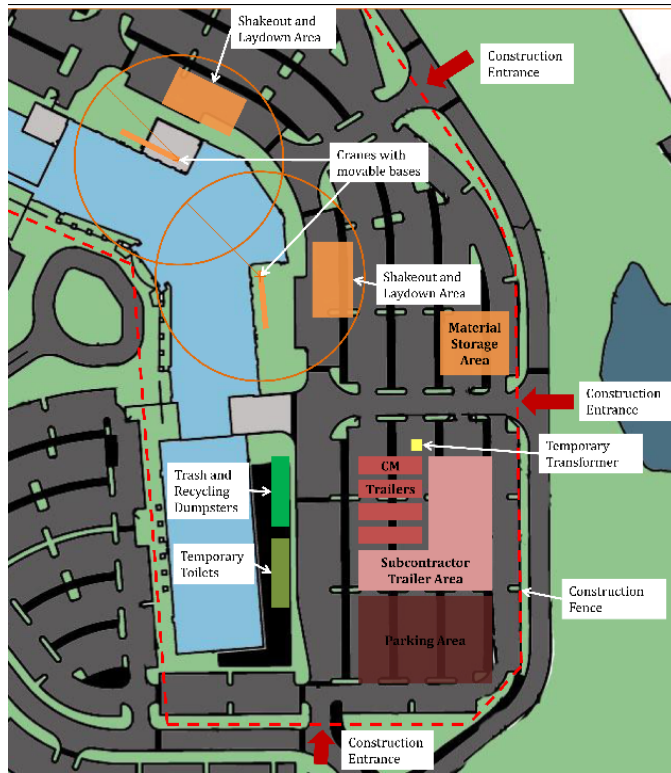 Shakeout and
Laydown Area
Construction
Entrance
Cranes with
movable bases
Shakeout and
Laydown Area
Material
Storage
Area
Construction
Entrance
Temporary
Transformer
CM
Trailers
Trash and
Recycling
Dumpsters
Temporary
Toilets
Subcontractor
Trailer Area
Construction
Fence
Parking Area
Construction
Entrance